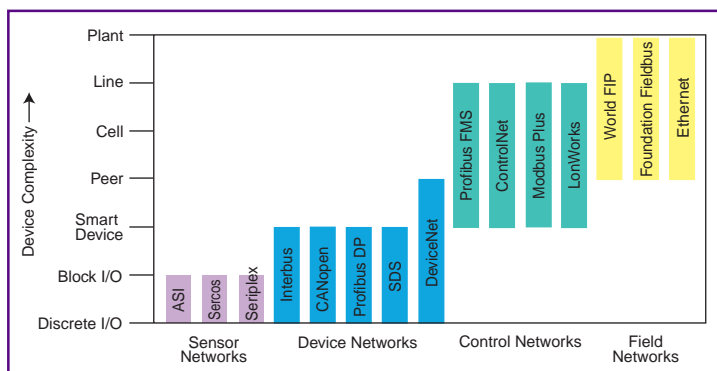 Device Complexity
Plant
Line
Cell
Peer
Smart
Device
Block I/O
Discrete I/O
ASI
Sercos
Seriplex
Interbus
CANopen
Profibus DP
SDS
DeviceNet
Profibus FMS
ControlNet
Modbus Plus
LonWorks
World FIP
Foundation Fieldbus
Ethernet
Sensor
Networks
Device Networks
Control Networks
Field
Networks